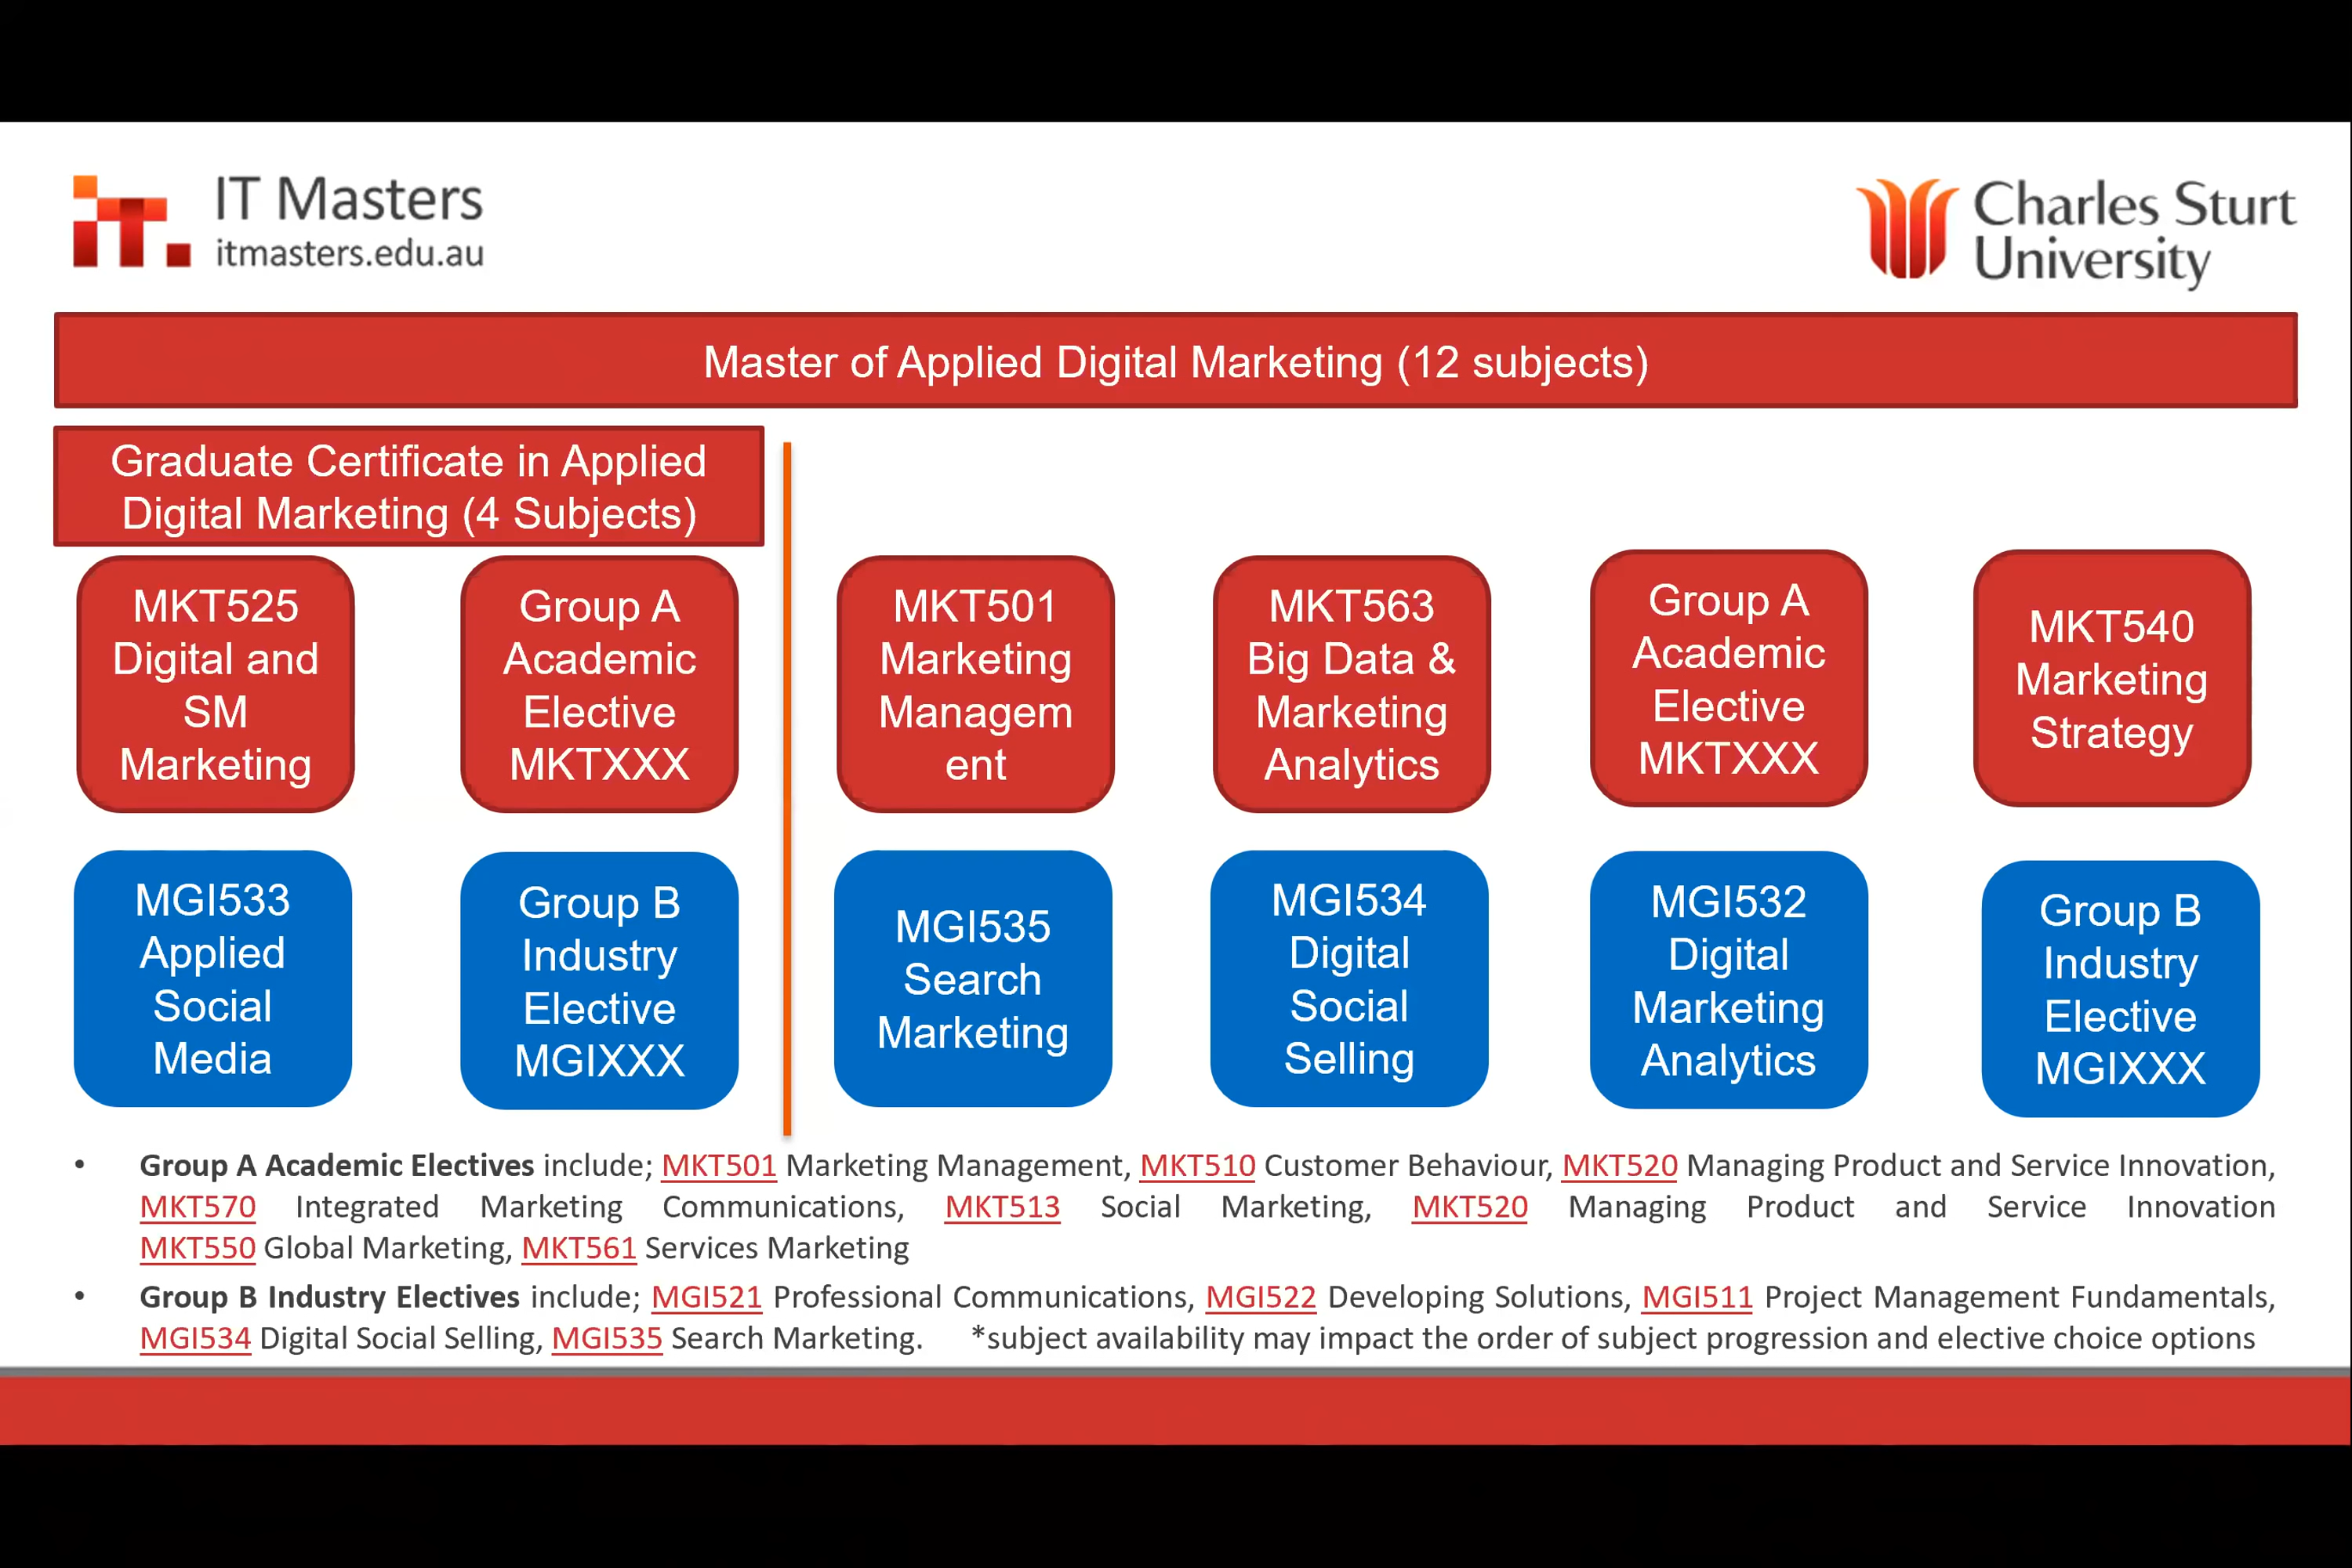 IT Masters
itmasters.edu.au
Charles Sturt
University
Master of Applied Digital Marketing (12 subjects)
Graduate Certificate in Applied
Digital Marketing (4 Subjects)
MKT525
Digital and
SM
Marketing
Group A
Academic
Elective
MKTXXX
MKT501
Marketing
Managem
ent
MKT563
Big Data &
Marketing
Analytics
Group A
Academic
Elective
MKTXXX
MKT540
Marketing
Strategy
MGI533
Applied
Social
Media
Group B
Industry
Elective
MGIXXX
MGI535
Search
Marketing
MGI534
Digital
Social
Selling
MGI532
Digital
Marketing
Analytics
Group B
Industry
Elective
MGIXXX
• Group A Academic Electives include; MKT501 Marketing Management, MKT510 Customer Behaviour, MKT520 Managing Product and Service Innovation,
MKT570 Integrated Marketing Communications, MKT513 Social Marketing, MKT520 Managing Product and Service Innovation
MKT550 Global Marketing, MKT561 Services Marketing
• Group B Industry Electives include; MGI521 Professional Communications, MGI522 Developing Solutions, MGI511 Project Management Fundamentals,
MGI534 Digital Social Selling, MGI535 Search Marketing. *subject availability may impact the order of subject progression and elective choice options